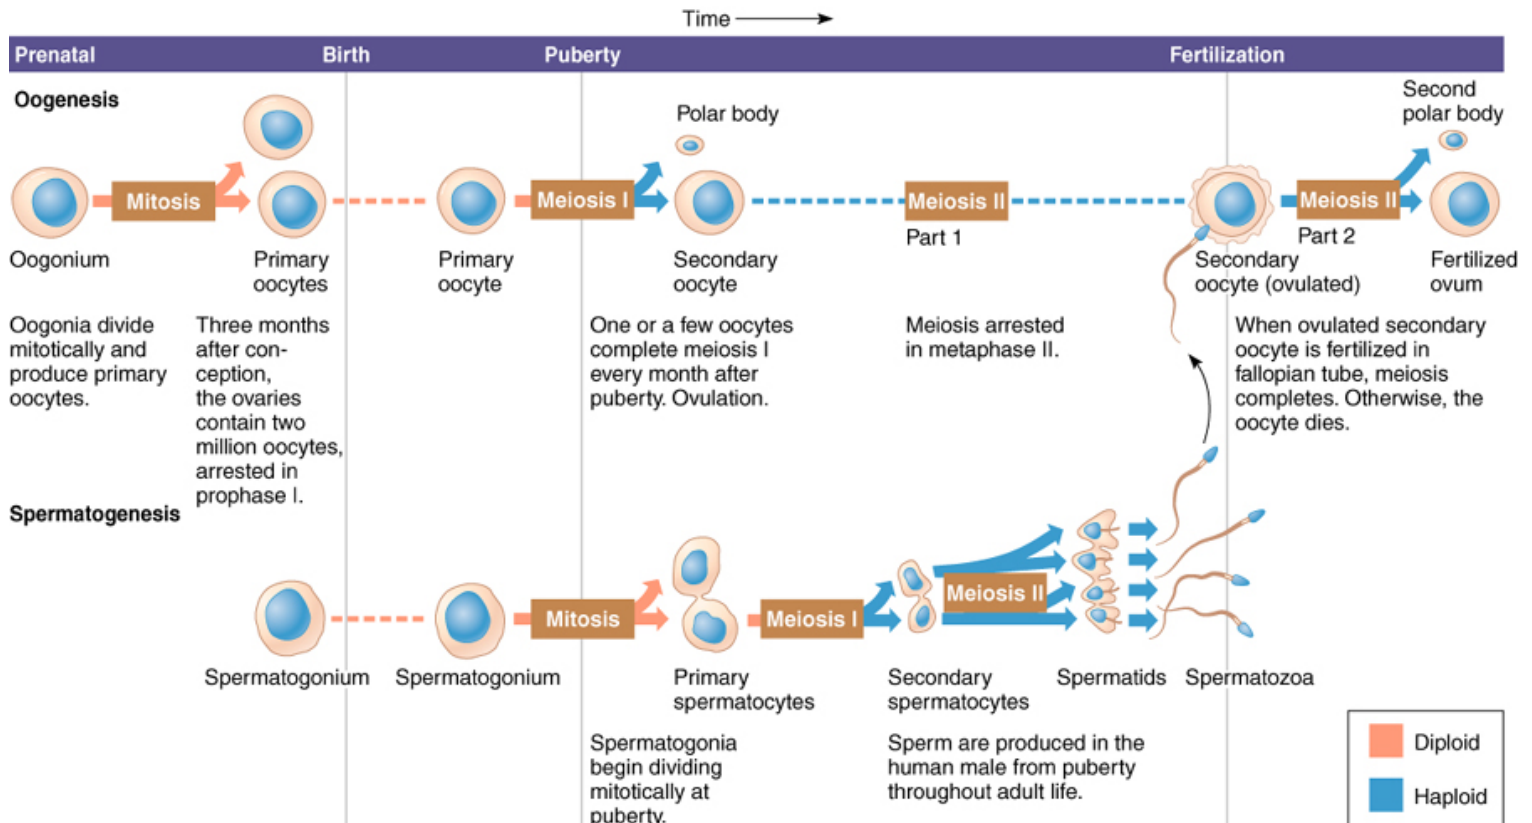 Time
Prenatal Birth Puberty Fertilization
Oogenesis
Polar body
Second
polar body
Mitosis
Meiosis I
Meiosis II
Part 1
Meiosis II
Part 2
Oogonium
Primary
oocytes
Primary
oocyte
Secondary
oocyte
Secondary
oocyte (ovulated)
Fertilized
ovum
Oogonia divide
mitotically and
produce primary
oocytes.
Three months
after con-
ception,
the ovaries
contain two
million oocytes,
arrested in
prophase I.
One or a few oocytes
complete meiosis I
every month after
puberty. Ovulation.
Meiosis arrested
in metaphase II.
When ovulated secondary
oocyte is fertilized in
fallopian tube, meiosis
completes. Otherwise, the
oocyte dies.
Spermatogenesis
Mitosis
Meiosis I
Meiosis II
Spermatogonium
Spermatogonium
Primary
spermatocytes
Secondary
spermatocytes
Spermatids
Spermatozoa
Spermatogonia
begin dividing
mitotically at
puberty.
Sperm are produced in the
human male from puberty
throughout adult life.
Diploid
Haploid